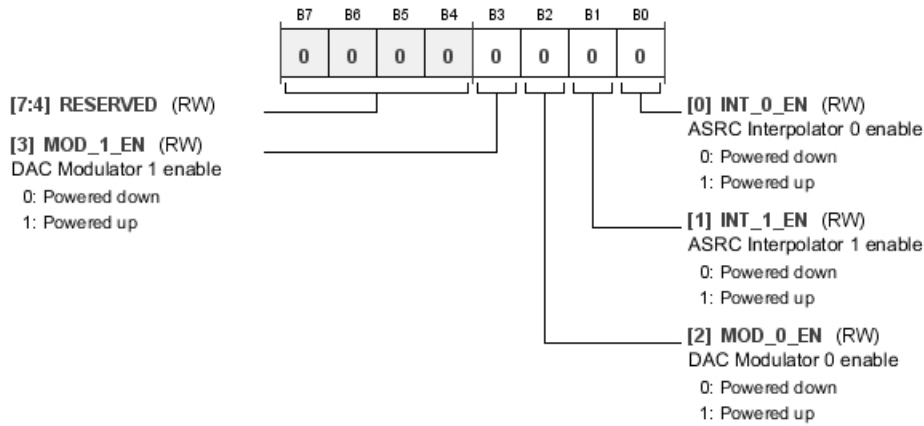 B7 B6 B5 B4 B3 B2 B1 B0
0 0 0 0 0 0 0 0
[7:4] RESERVED (RW)
[3] MOD_1_EN (RW)
DAC Modulator 1 enable
0: Powered down
1: Powered up
[0] INT_0_EN (RW)
ASRC Interpolator 0 enable
0: Powered down
1: Powered up
[1] INT_1_EN (RW)
ASRC Interpolator 1 enable
0: Powered down
1: Powered up
[2] MOD_0_EN (RW)
DAC Modulator 0 enable
0: Powered down
1: Powered up